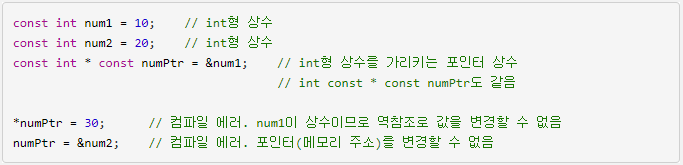 const int num1 = 10;    // int형 상수
const int num2 = 20;    // int형 상수
const int * const numPtr = &num1;    // int형 상수를 가리키는 포인터 상수
// int const * const numPtr도 같음
*numPtr = 30;      // 컴파일 에러. num1이 상수이므로 역참조로 값을 변경할 수 없음
numPtr = &num2;    // 컴파일 에러. 포인터(메모리 주소)를 변경할 수 없음